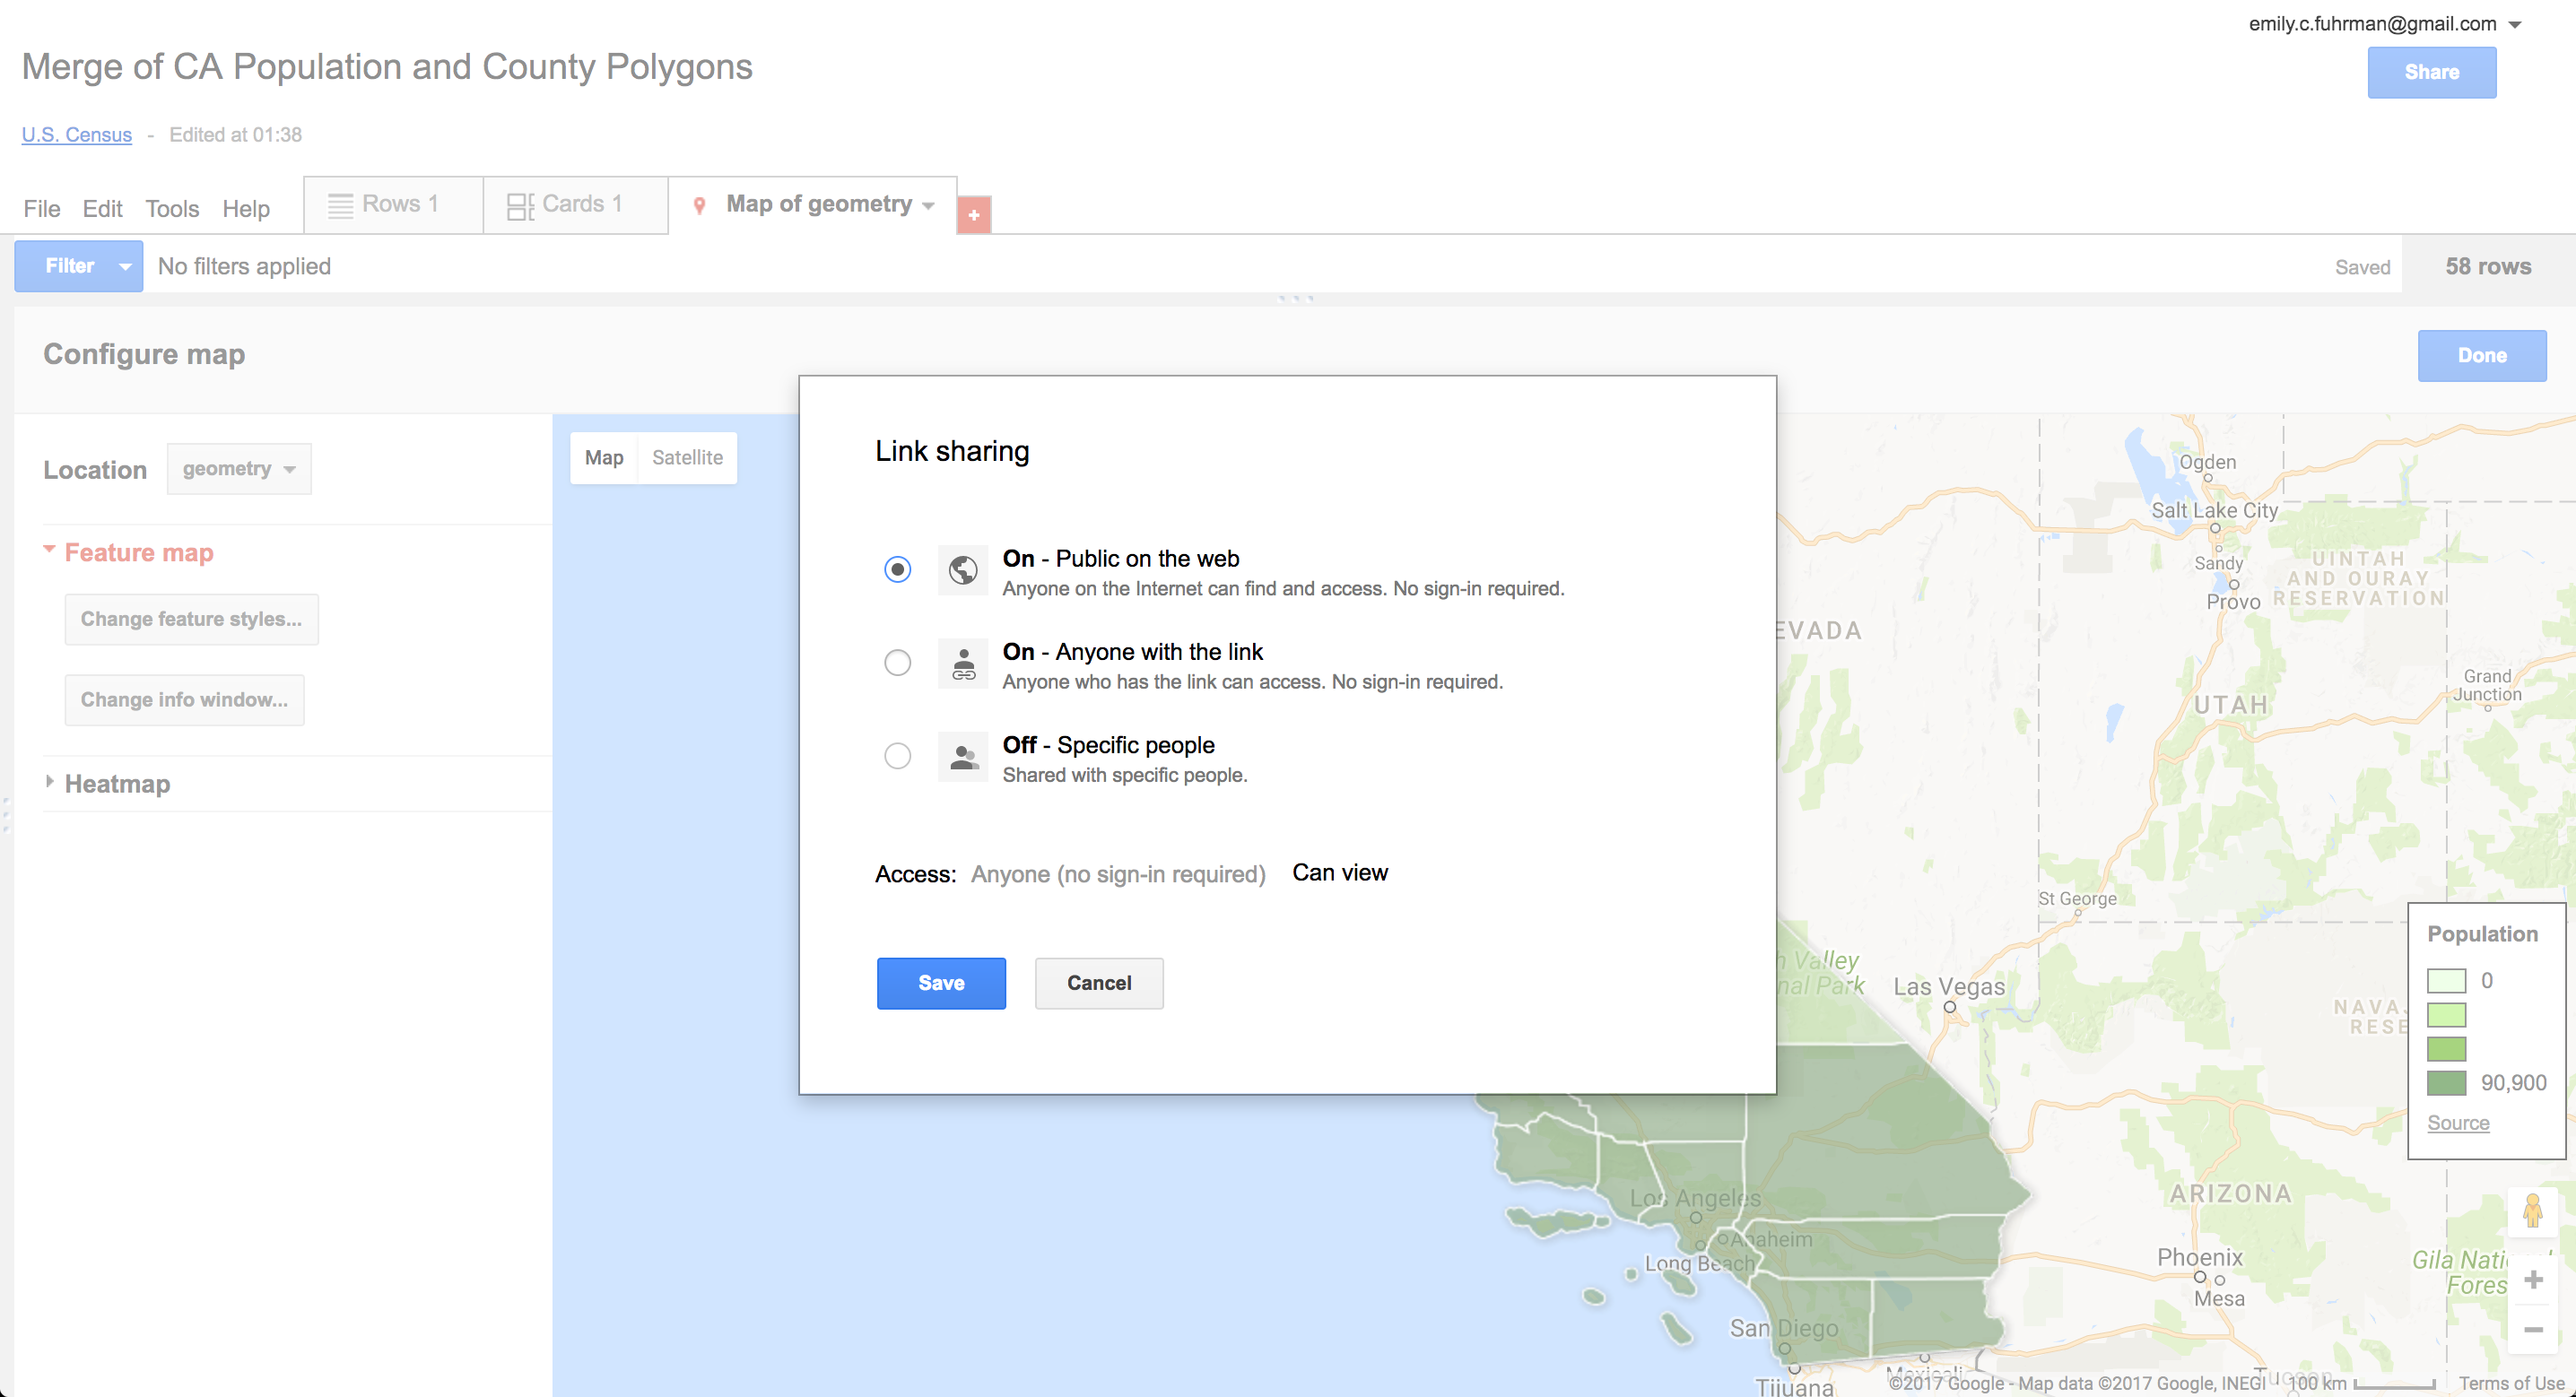 emily.c.fuhrman@gmail.com
Merge of CA Population and County Polygons
Share
U.S. Census - Edited at 01:38
File Edit Tools Help Rows 1 Cards 1 Map of geometry +
Filter No filters applied Saved 58 rows
Configure map
Done
Location geometry
Map Satellite
Feature map
Change feature styles...
Change info window...
Heatmap
Link sharing
On - Public on the web
Anyone on the Internet can find and access. No sign-in required.
On - Anyone with the link
Anyone who has the link can access. No sign-in required.
Off - Specific people
Shared with specific people.
Access: Anyone (no sign-in required) Can view
Save Cancel
Ogden
Salt Lake City
Sandy
Provo
UINTAH
AND OURAY
RESERVATION
EVADA
UTAH
Grand
Junction
St George
h Valley
nal Park
Las Vegas
NAVA
RESE
Population
0
90,900
Source
Los Angeles
Anaheim
Long Beach
ARIZONA
Phoenix
Mesa
Gila Nati
Fores
San Diego
Tijuana
Mexicali
Tucson
©2017 Google - Map data ©2017 Google, INEGI 100 km Terms of Use